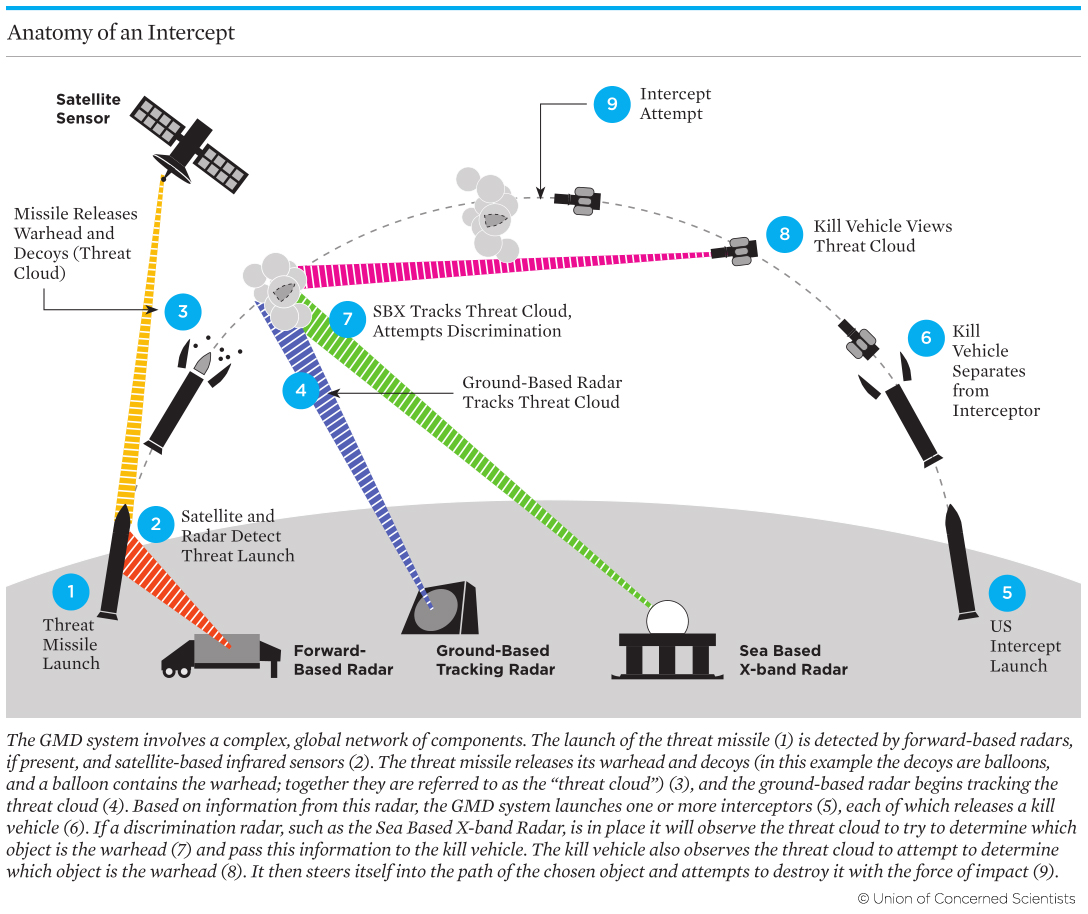 Anatomy of an Intercept
Satellite
Sensor
9
Intercept
Attempt
Missile Releases
Warhead and
Decoys (Threat
Cloud)
8
Kill Vehicle Views
Threat Cloud
3
7
SBX Tracks Threat Cloud,
Attempts Discrimination
6
Kill
Vehicle
Separates
from
Interceptor
4
Ground-Based Radar
Tracks Threat Cloud
2
Satellite and
Radar Detect
Threat Launch
1
Threat
Missile
Launch
5
US
Intercept
Launch
Forward-
Based Radar
Ground-Based
Tracking Radar
Sea Based
X-band Radar
The GMD system involves a complex, global network of components. The launch of the threat missile (1) is detected by forward-based radars,
if present, and satellite-based infrared sensors (2). The threat missile releases its warhead and decoys (in this example the decoys are balloons,
and a balloon contains the warhead; together they are referred to as the “threat cloud”) (3), and the ground-based radar begins tracking the
threat cloud (4). Based on information from this radar, the GMD system launches one or more interceptors (5), each of which releases a kill
vehicle (6). If a discrimination radar, such as the Sea Based X-band Radar, is in place it will observe the threat cloud to try to determine which
object is the warhead (7) and pass this information to the kill vehicle. The kill vehicle also observes the threat cloud to attempt to determine
which object is the warhead (8). It then steers itself into the path of the chosen object and attempts to destroy it with the force of impact (9).
© Union of Concerned Scientists